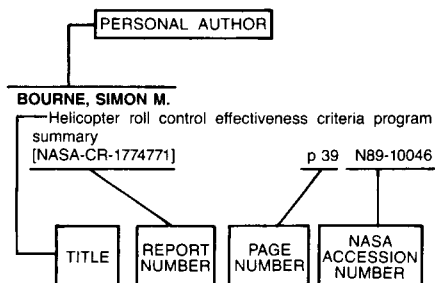 PERSONAL AUTHOR
BOURNE, SIMON M.
Helicopter roll control effectiveness criteria program
summary
[NASA-CR-1774771] p 39 N89-10046
TITLE
REPORT
NUMBER
PAGE
NUMBER
NASA
ACCESSION
NUMBER